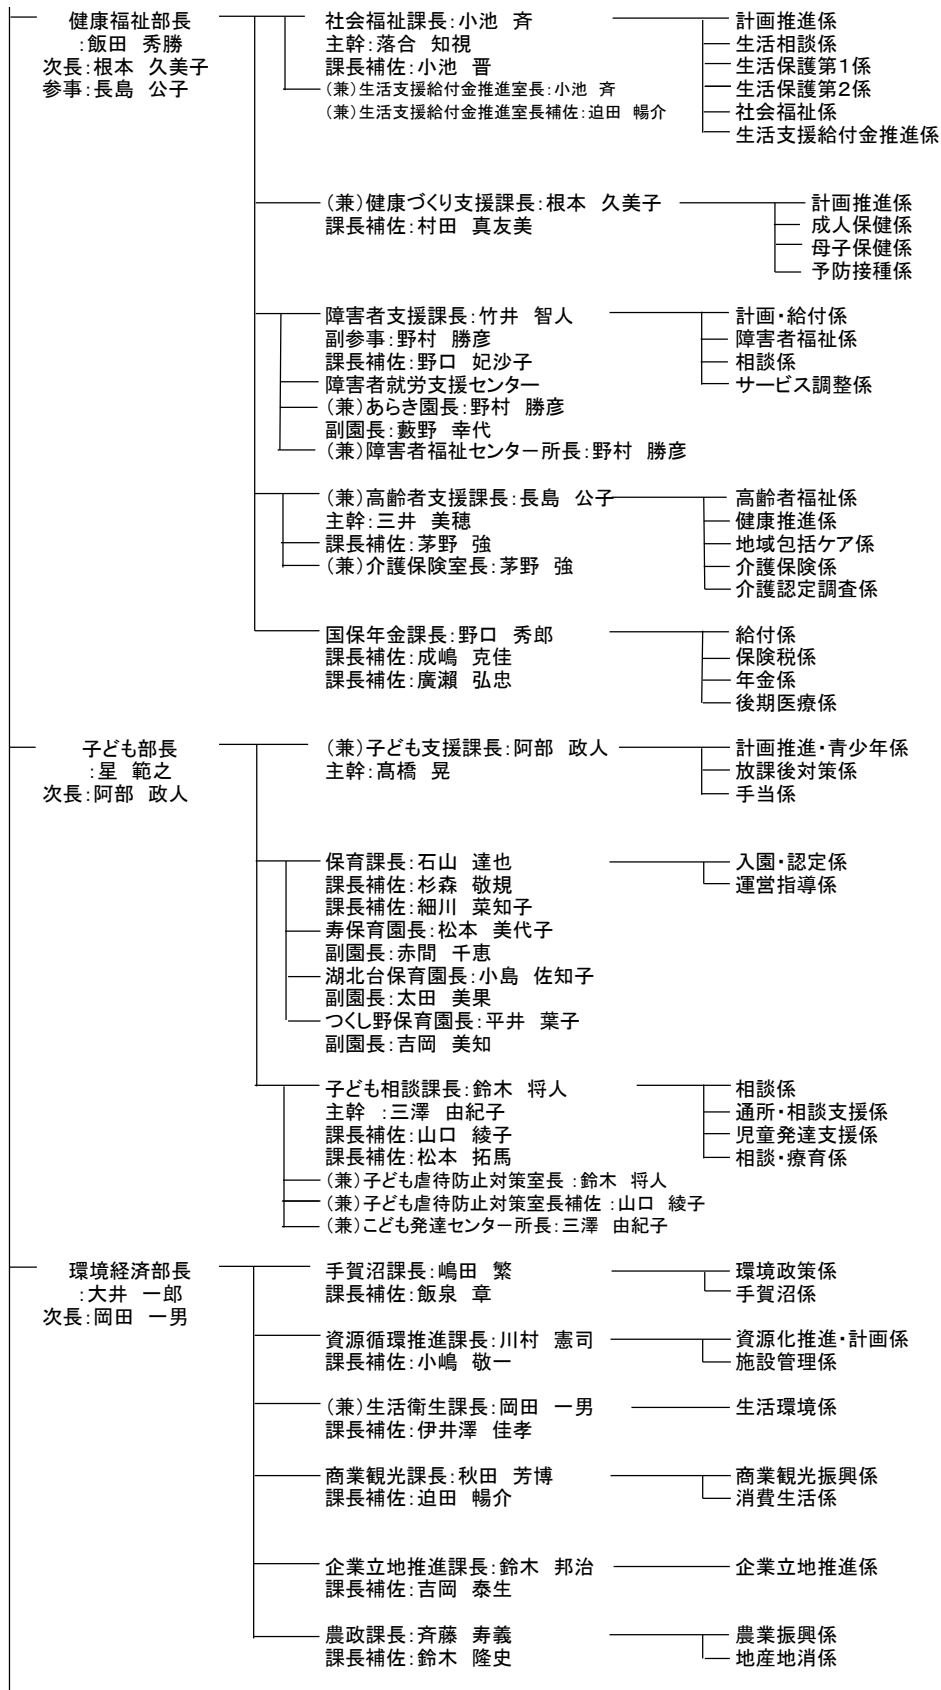 健康福祉部長
:飯田 秀勝
次長:根本 久美子
参事:長島 公子
社会福祉課長:小池 斉
主幹:落合 知視
課長補佐:小池 晋
(兼)生活支援給付金推進室長:小池 斉
(兼)生活支援給付金推進室長補佐:迫田 暢介
計画推進係
生活相談係
生活保護第1係
生活保護第2係
社会福祉係
生活支援給付金推進係
(兼)健康づくり支援課長:根本 久美子
課長補佐:村田 真友美
計画推進係
成人保健係
母子保健係
予防接種係
障害者支援課長:竹井 智人
副参事:野村 勝彦
課長補佐:野口 妃沙子
障害者就労支援センター
(兼)あらき園長:野村 勝彦
副園長:藪野 幸代
(兼)障害者福祉センター所長:野村 勝彦
計画・給付係
障害者福祉係
相談係
サービス調整係
(兼)高齢者支援課長:長島 公子
主幹:三井 美穂
課長補佐:茅野 強
(兼)介護保険室長:茅野 強
高齢者福祉係
健康推進係
地域包括ケア係
介護保険係
介護認定調査係
国保年金課長:野口 秀郎
課長補佐:成嶋 克佳
課長補佐:廣瀨 弘忠
給付係
保険税係
年金係
後期医療係
子ども部長
:星 範之
次長:阿部 政人
(兼)子ども支援課長:阿部 政人
主幹:髙橋 晃
計画推進・青少年係
放課後対策係
手当係
保育課長:石山 達也
課長補佐:杉森 敬規
課長補佐:細川 菜知子
寿保育園長:松本 美代子
副園長:赤間 千恵
湖北台保育園長:小島 佐知子
副園長:太田 美果
つくし野保育園長:平井 葉子
副園長:吉岡 美知
入園・認定係
運営指導係
子ども相談課長:鈴木 将人
主幹 :三澤 由紀子
課長補佐:山口 綾子
課長補佐:松本 拓馬
(兼)子ども虐待防止対策室長:鈴木 将人
(兼)子ども虐待防止対策室長補佐:山口 綾子
(兼)こども発達センター所長:三澤 由紀子
相談係
通所・相談支援係
児童発達支援係
相談・療育係
環境経済部長
:大井 一郎
次長:岡田 一男
手賀沼課長:嶋田 繁
課長補佐:飯泉 章
環境政策係
手賀沼係
資源循環推進課長:川村 憲司
課長補佐:小嶋 敬一
資源化推進・計画係
施設管理係
(兼)生活衛生課長:岡田 一男
課長補佐:伊井澤 佳孝
生活環境係
商業観光課長:秋田 芳博
課長補佐:迫田 暢介
商業観光振興係
消費生活係
企業立地推進課長:鈴木 邦治
課長補佐:吉岡 泰生
企業立地推進係
農政課長:斉藤 寿義
課長補佐:鈴木 隆史
農業振興係
地産地消係